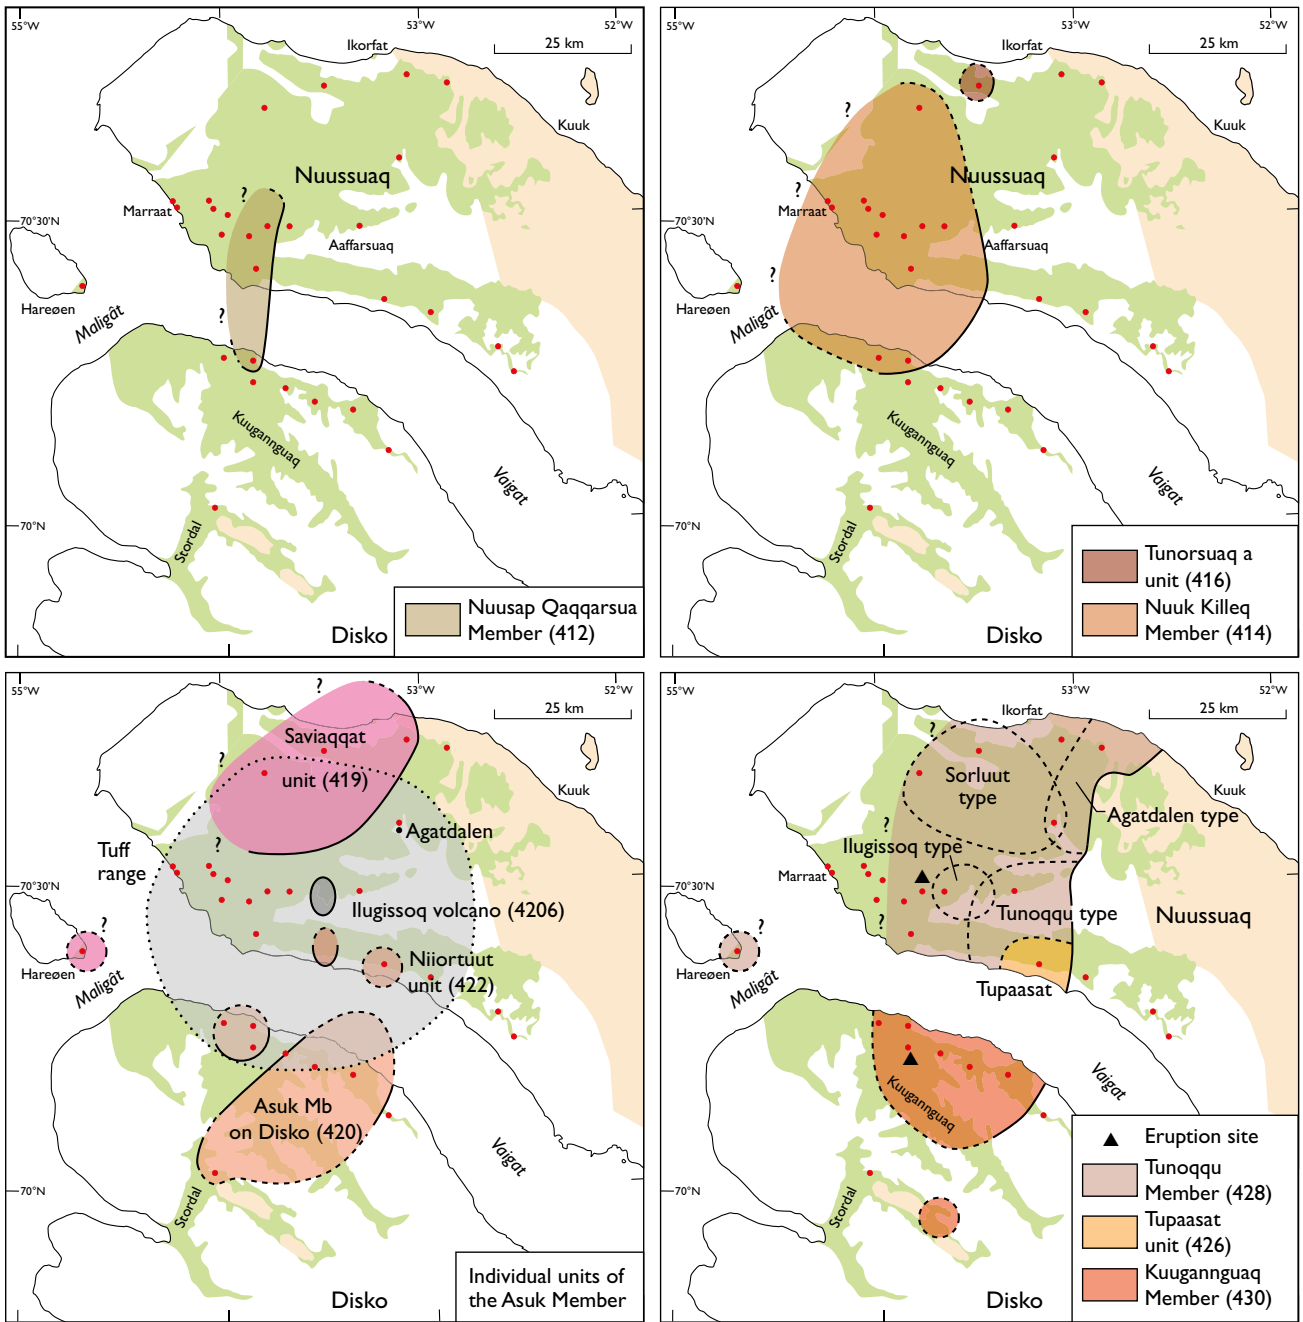 55°W
53°W
52°W
Ikorfat
25 km
Kuuk
Nuussuaq
?
Marraat
70°30'N
Aaffarsuaq
Hareøen
Maligât
?
Kuugannguaq
Vaigat
70°N
Stordal
Disko
Nuusap Qaqqarsua
Member (412)
55°W
53°W
52°W
Ikorfat
25 km
?
Kuuk
Nuussuaq
?
Marraat
70°30'N
Aaffarsuaq
?
Hareøen
Maligât
Kuugannguaq
Vaigat
70°N
Stordal
Disko
Tunorsuaq a
unit (416)
Nuuk Killeq
Member (414)
55°W
53°W
52°W
?
25 km
Saviaqqat
?
unit (419)
Kuuk
Agatdalen
Tuff
range
?
70°30'N
Ilugissoq volcano (4206)
?
Niiortuut
unit (422)
Hareøen
Maligât
Asuk Mb
on Disko (420)
Vaigat
70°N
Stordal
Disko
Individual units of
the Asuk Member
55°W
53°W
52°W
Ikorfat
25 km
?
Sorluut
type
Kuuk
Agatdalen type
?
Ilugissoq type
Marraat
70°30'N
Tunoqqu type
Nuussuaq
?
?
Hareøen
Maligât
Tupaasat
Kuugannguaq
Vaigat
70°N
Stordal
Disko
Eruption site
Tunoqqu
Member (428)
Tupaasat
unit (426)
Kuugannguaq
Member (430)